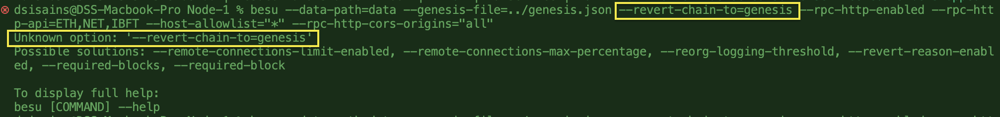 dsisains@DSS-Macbook-Pro Node-1 % besu --data-path=data --genesis-file=../genesis.json --revert-chain-to=genesis --rpc-http-enabled --rpc-htt
p-api=ETH,NET,IBFT --host-allowlist="*" --rpc-http-cors-origins="all"
Unknown option: '--revert-chain-to=genesis'
Possible solutions: --remote-connections-limit-enabled, --remote-connections-max-percentage, --reorg-logging-threshold, --revert-reason-enabl
ed, --required-blocks, --required-block
To display full help:
besu [COMMAND] --help